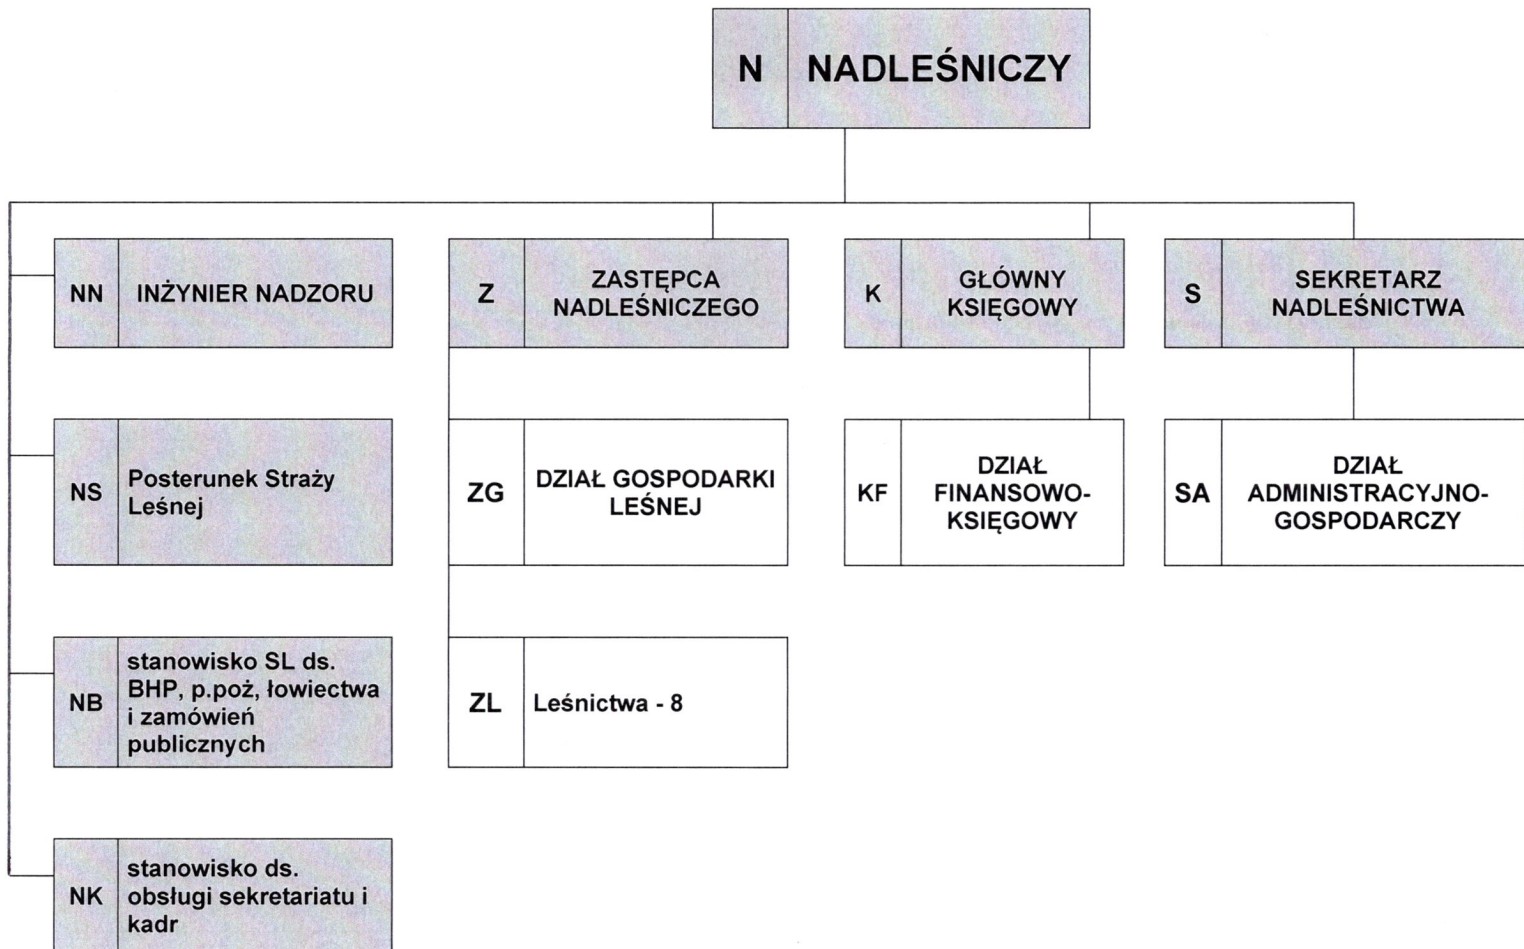 N NADLEŚNICZY
NN INŻYNIER NADZORU
Z ZASTĘPCA
NADLEŚNICZEGO
K GŁÓWNY
KSIĘGOWY
S SEKRETARZ
NADLEŚNICTWA
NS Posterunek Straży
Leśnej
ZG DZIAŁ GOSPODARKI
LEŚNEJ
KF DZIAŁ
FINANSOWO-
KSIĘGOWY
SA DZIAŁ
ADMINISTRACYJNO-
GOSPODARCZY
NB stanowisko SL ds.
BHP, p.poż, łowiectwa
i zamówień
publicznych
ZL Leśnictwa - 8
NK stanowisko ds.
obsługi sekretariatu i
kadr